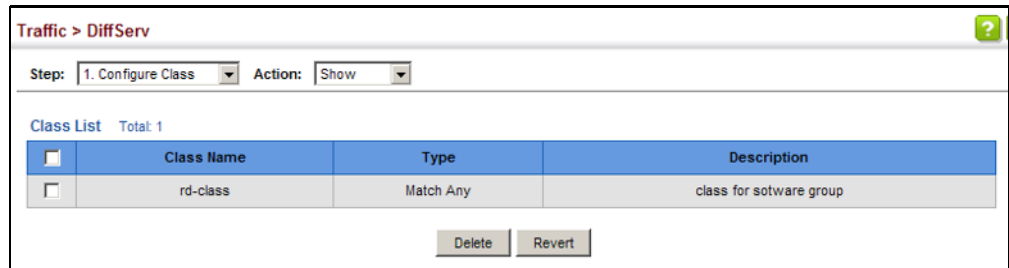 Traffic > DiffServ
?
Step: 1. Configure Class Action: Show
Class List Total: 1
Class Name Type Description
rd-class Match Any class for sotware group
Delete Revert